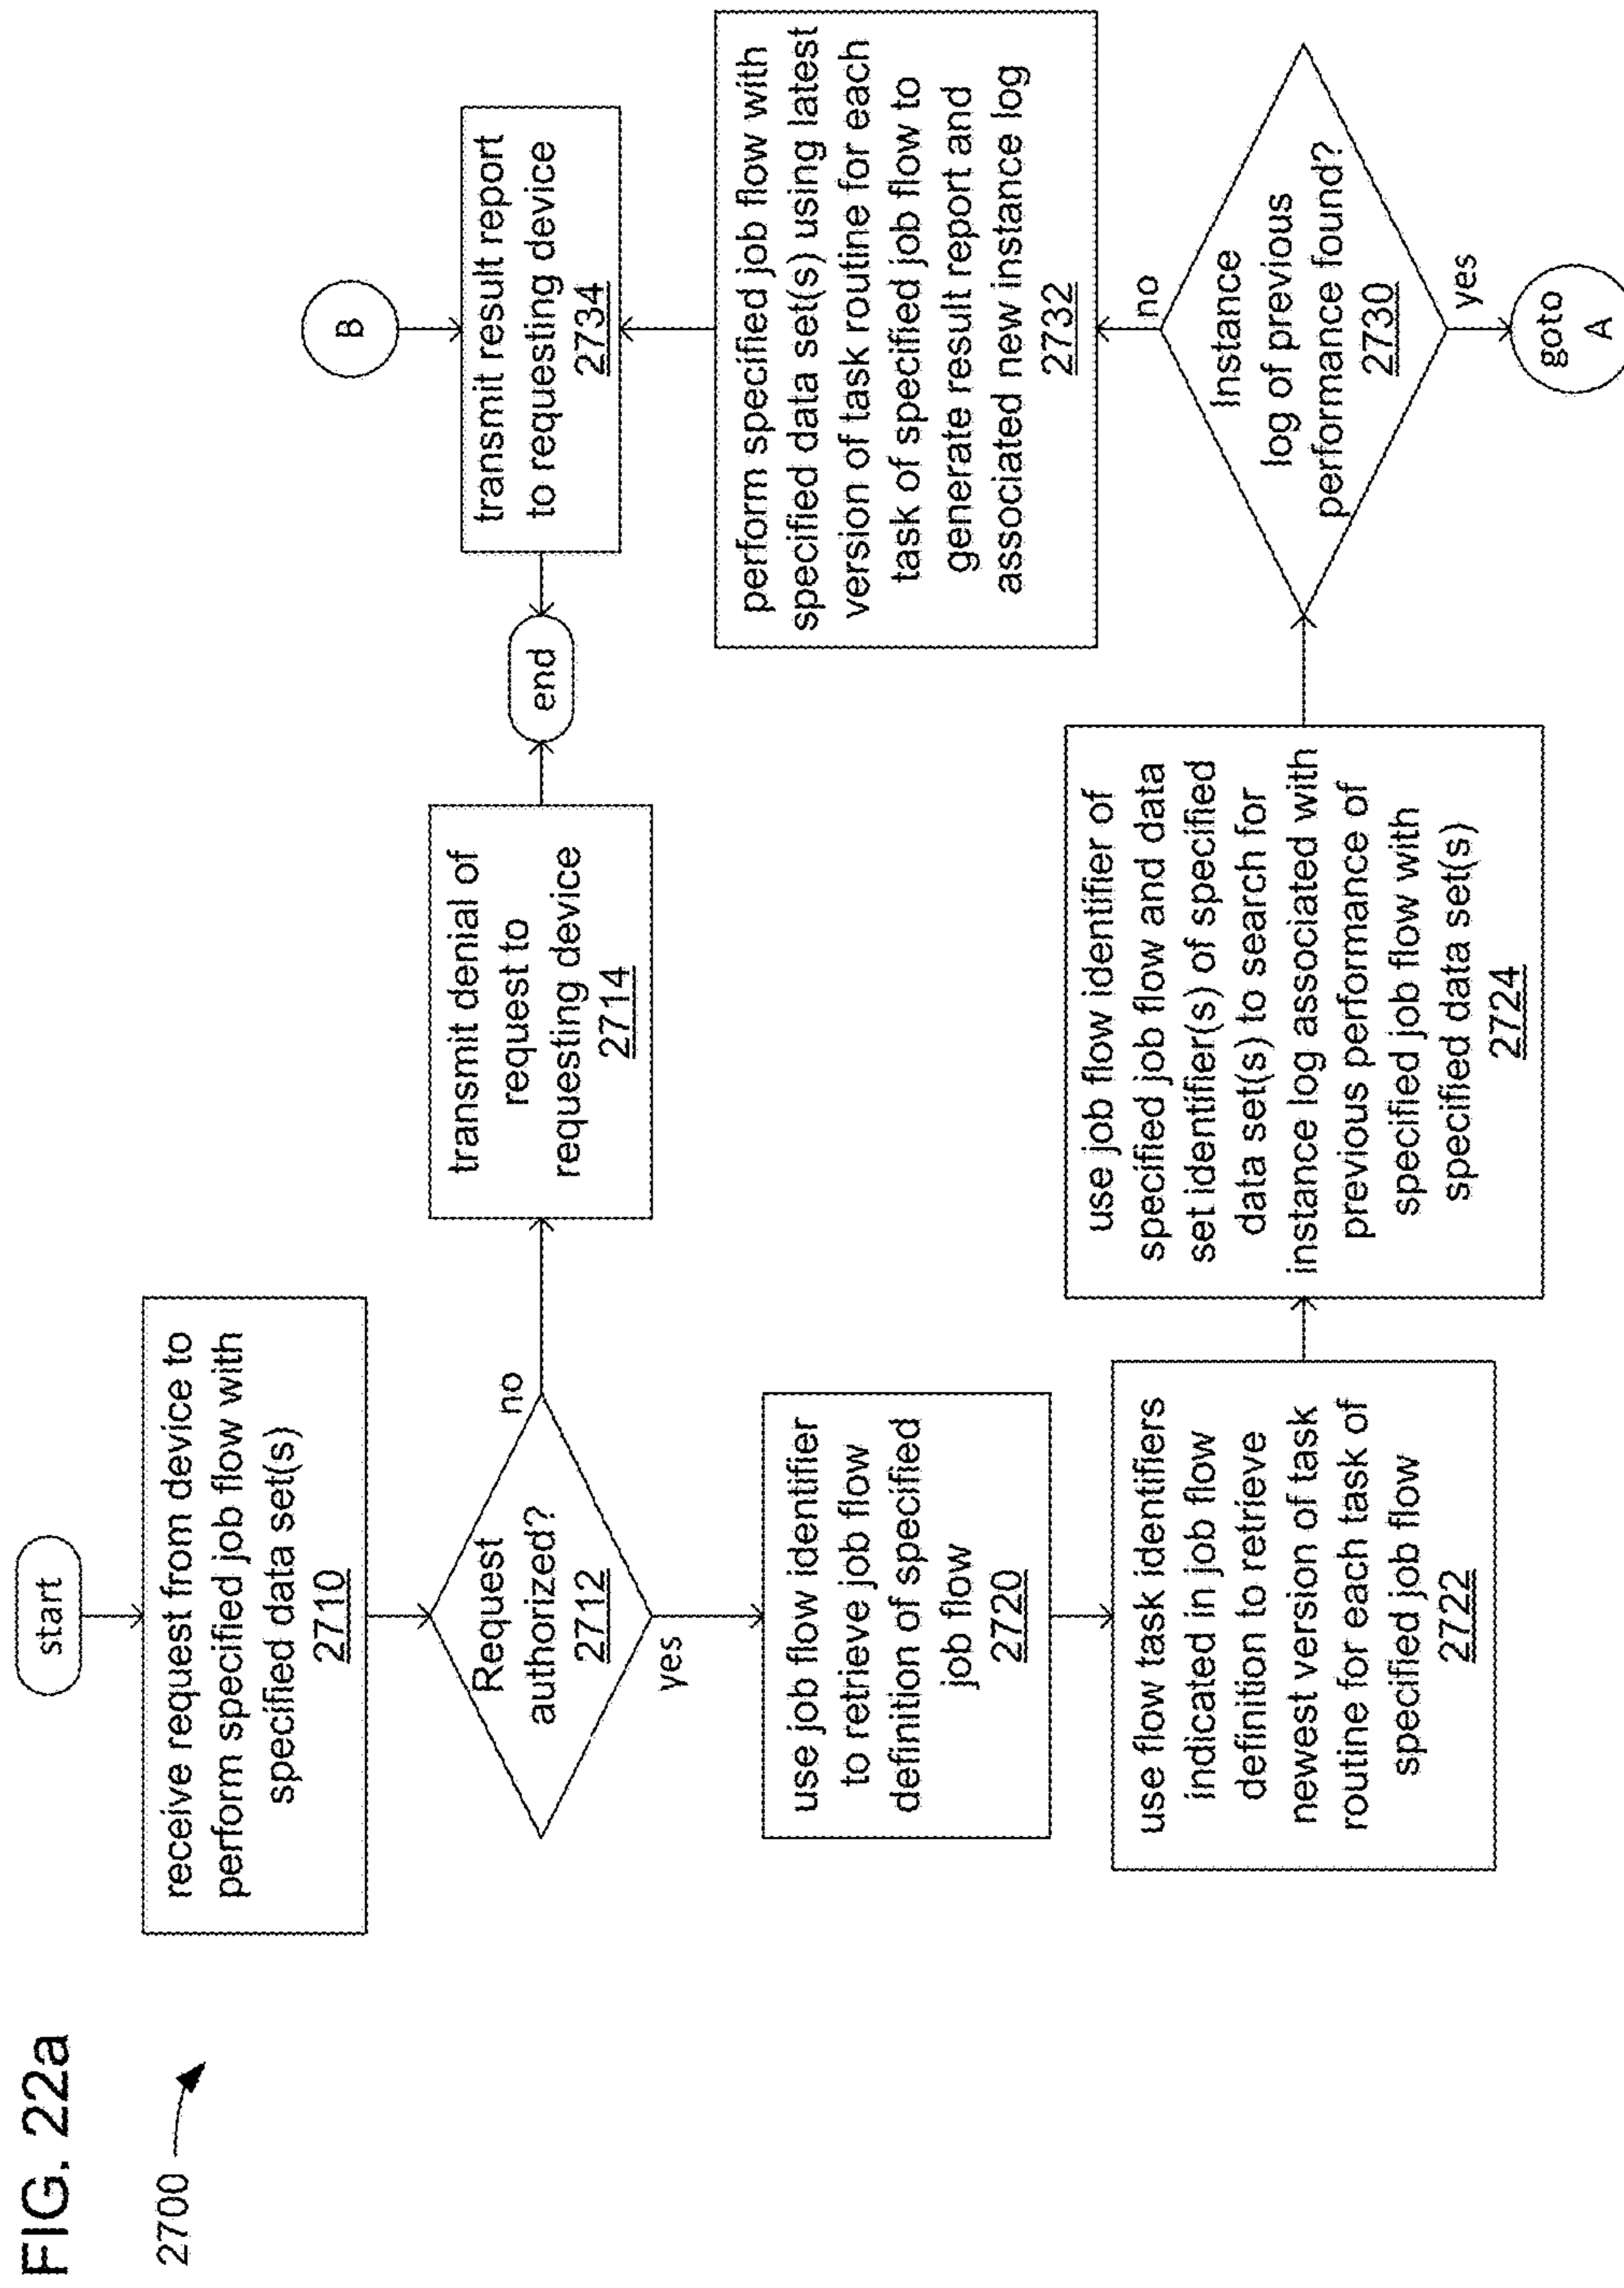 FIG. 22a
2700
start
receive request from device to
perform specified job flow with
specified data set(s)
2710
Request
authorized?
2712
no
yes
transmit denial of
request to
requesting device
2714
end
use job flow identifier
to retrieve job flow
definition of specified
job flow
2720
use flow task identifiers
indicated in job flow
definition to retrieve
newest version of task
routine for each task of
specified job flow
2722
use job flow identifier of
specified job flow and data
set identifier(s) of specified
data set(s) to search for
instance log associated with
previous performance of
specified job flow with
specified data set(s)
2724
Instance
log of previous
performance found?
2730
no
yes
goto
A
perform specified job flow with
specified data set(s) using latest
version of task routine for each
task of specified job flow to
generate result report and
associated new instance log
2732
B
transmit result report
to requesting device
2734